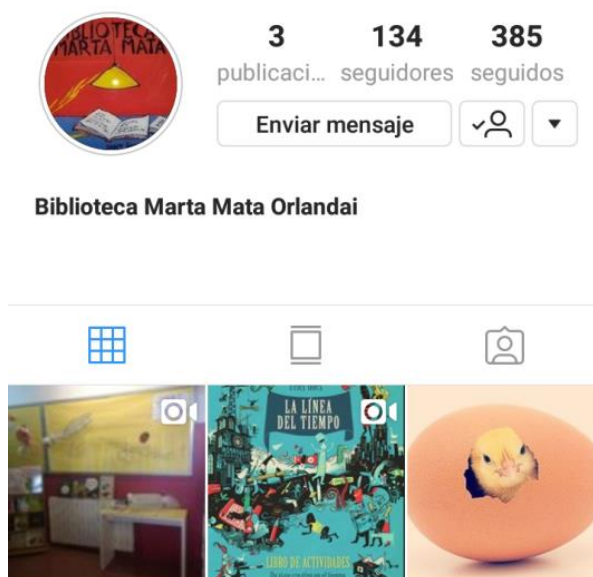 BIBLIOTECA
MARTA MATA
3 134 385
publicaci... seguidores seguidos
Enviar mensaje
Biblioteca Marta Mata Orlandai
LA LÍNEA
DEL TIEMPO
LIBRO DE ACTIVIDADES